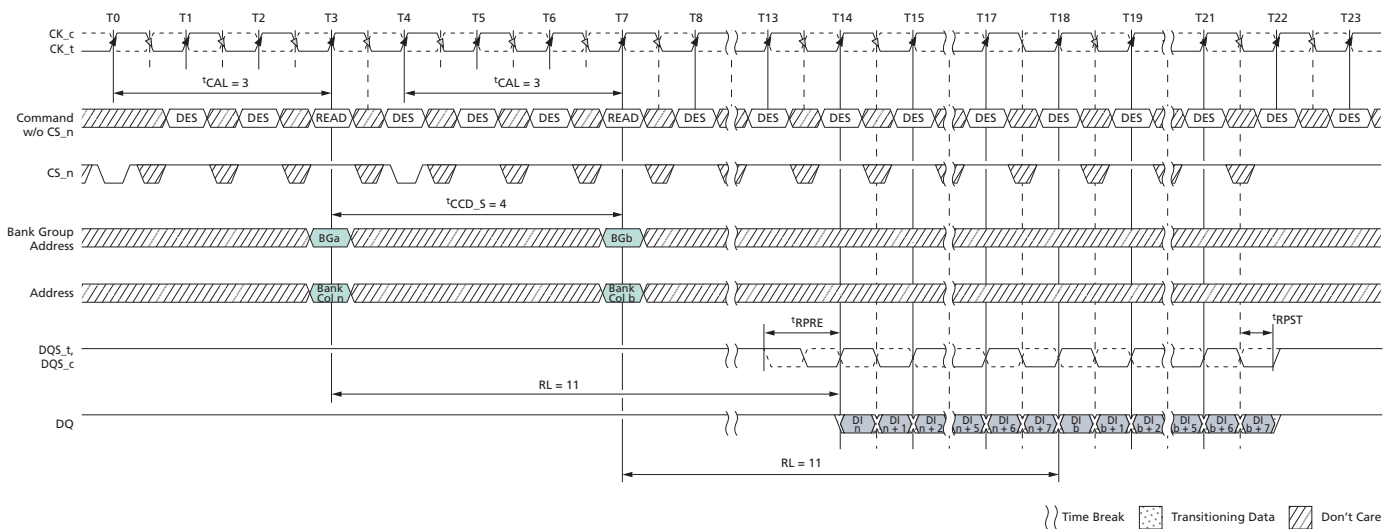 T0 T1 T2 T3 T4 T5 T6 T7 T8 T13 T14 T15 T17 T18 T19 T21 T22 T23
CK_c
CK_t
tCAL = 3 tCAL = 3
Command
w/o CS_n
DES DES READ DES DES DES READ DES DES DES DES DES DES DES DES DES DES
CS_n
tCCD_S = 4
Bank Group
Address
BGa BGb
Address
Bank
Col n
Bank
Col b
tRPRE tRPST
DQS_t,
DQS_c
RL = 11
DQ
DI
n
DI
n + 1
DI
n + 2
DI
n + 5
DI
n + 6
DI
n + 7
DI
b
DI
b + 1
DI
b + 2
DI
b + 5
DI
b + 6
DI
b + 7
RL = 11
Time Break Transitioning Data Don't Care